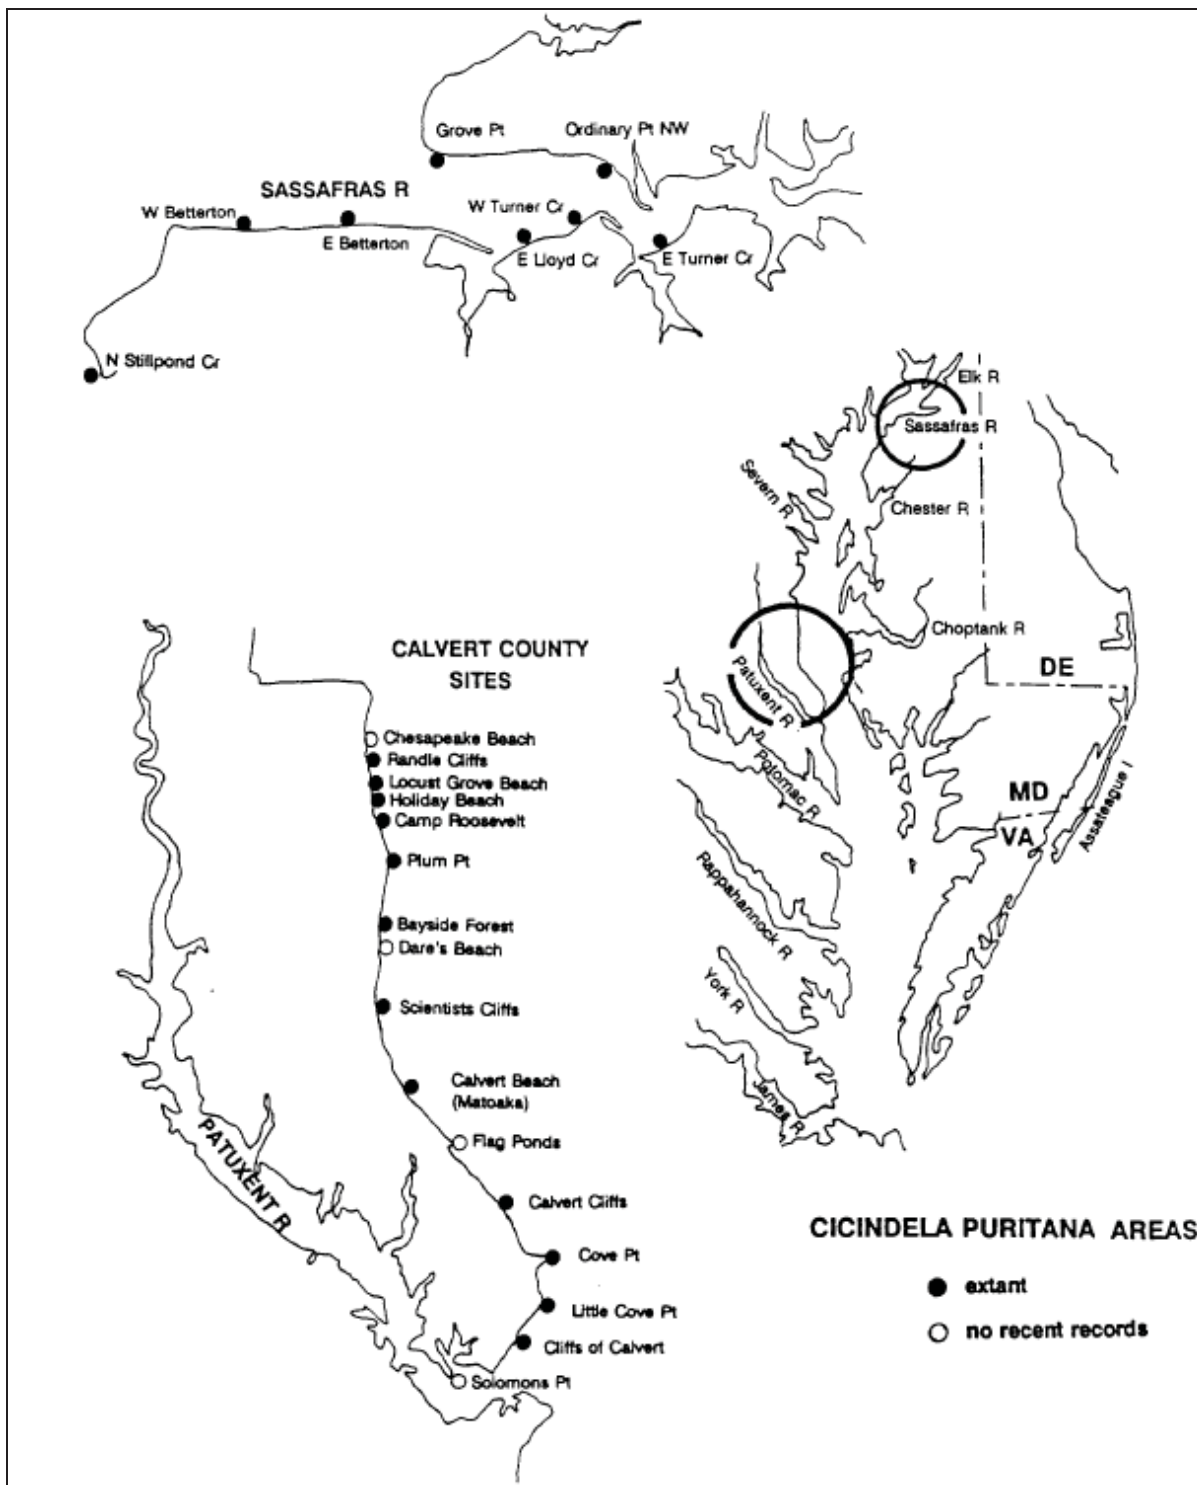 Grove Pt
Ordinary Pt NW
SASSAFRAS R
W Betterton
W Turner Cr
E Betterton
E Lloyd Cr
E Turner Cr
N Stillpond Cr
Elk R
Sassafras R
Severn R
Chester R
Choptank R
Patuxent R
DE
Potomac R
MD
VA
Assateague I
Rappahannock R
York R
James R
CALVERT COUNTY
SITES
Chesapeake Beach
Randle Cliffs
Locust Grove Beach
Holiday Beach
Camp Roosevelt
Plum Pt
Bayside Forest
Dare's Beach
Scientists Cliffs
Calvert Beach
(Matoaka)
Flag Ponds
PATUXENT R
Calvert Cliffs
Cove Pt
Little Cove Pt
Cliffs of Calvert
Solomons Pt
CICINDELA PURITANA AREAS
extant
no recent records